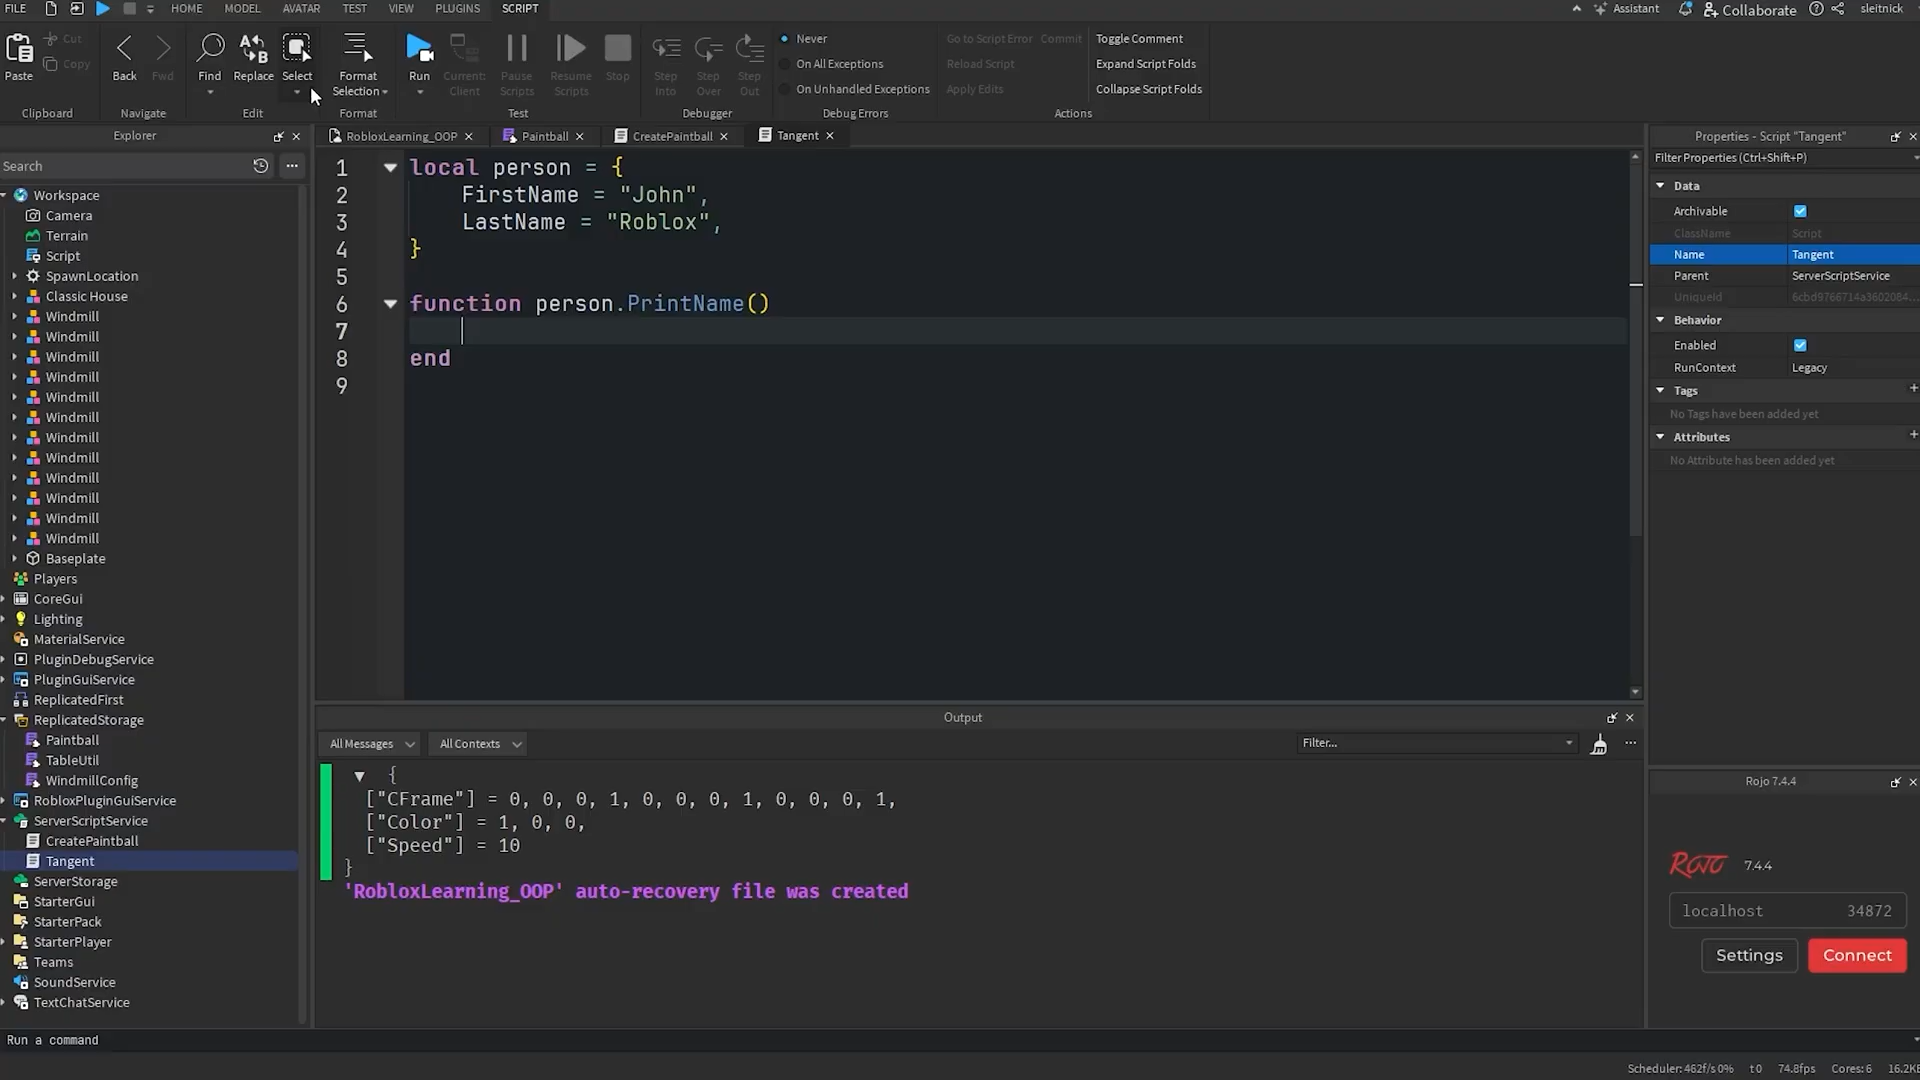 FILE HOME MODEL AVATAR TEST VIEW PLUGINS SCRIPT Assistant Collaborate sleitnick
Paste Cut Copy Back Fwd Find Replace Select Format Selection Run Current: Client Pause Scripts Resume Scripts Stop Step Into Step Over Step Out
Never Go to Script Error Commit Toggle Comment
On All Exceptions Reload Script Expand Script Folds
On Unhandled Exceptions Apply Edits Collapse Script Folds
Clipboard Navigate Edit Format Test Debugger Debug Errors Actions
Explorer
Search
Workspace
Camera
Terrain
Script
SpawnLocation
Classic House
Windmill
Windmill
Windmill
Windmill
Windmill
Windmill
Windmill
Windmill
Windmill
Windmill
Windmill
Windmill
Baseplate
Players
CoreGui
Lighting
MaterialService
PluginDebugService
PluginGuiService
ReplicatedFirst
ReplicatedStorage
Paintball
TableUtil
WindmillConfig
RobloxPluginGuiService
ServerScriptService
CreatePaintball
Tangent
ServerStorage
StarterGui
StarterPack
StarterPlayer
Teams
SoundService
TextChatService
RobloxLearning_OOP Paintball CreatePaintball Tangent
1 local person = {
2 FirstName = "John",
3 LastName = "Roblox",
4 }
5
6 function person.PrintName()
7
8 end
9
Output
All Messages All Contexts Filter...
{
["CFrame"] = 0, 0, 0, 1, 0, 0, 0, 1, 0, 0, 0, 1,
["Color"] = 1, 0, 0,
["Speed"] = 10
}
'RobloxLearning_OOP' auto-recovery file was created
Properties - Script "Tangent"
Filter Properties (Ctrl+Shift+P)
Data
Archivable
ClassName Script
Name Tangent
Parent ServerScriptService
UniqueId 6cbd9766714a3602084...
Behavior
Enabled
RunContext Legacy
Tags
No Tags have been added yet
Attributes
No Attribute has been added yet
Rojo 7.4.4
ROJO 7.4.4
localhost 34872
Settings Connect
Run a command
Scheduler: 462f/s 0% t 0 74.8fps Cores: 6 16.2K